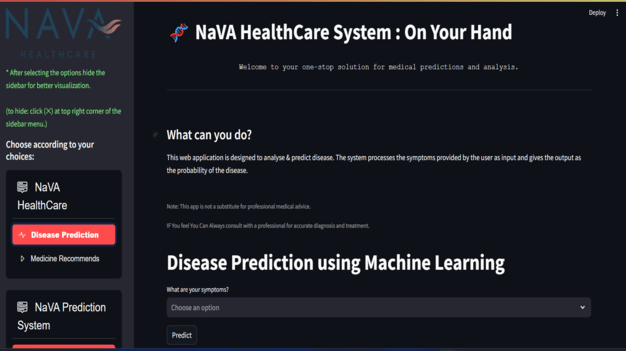 NAVA
HEALTHCARE
* After selecting the options hide the
sidebar for better visualization.
(to hide: click (X) at top right corner of the
sidebar menu.)
Choose according to your
choices:
NaVA
HealthCare
Disease Prediction
Medicine Recommends
NaVA Prediction
System
Deploy
NaVA HealthCare System : On Your Hand
Welcome to your one-stop solution for medical predictions and analysis.
What can you do?
This web application is designed to analyse & predict disease. The system processes the symptoms provided by the user as input and gives the output as
the probability of the disease.
Note: This app is not a substitute for professional medical advice.
IF You feel You Can Always consult with a professional for accurate diagnosis and treatment.
Disease Prediction using Machine Learning
What are your symptoms?
Choose an option
Predict